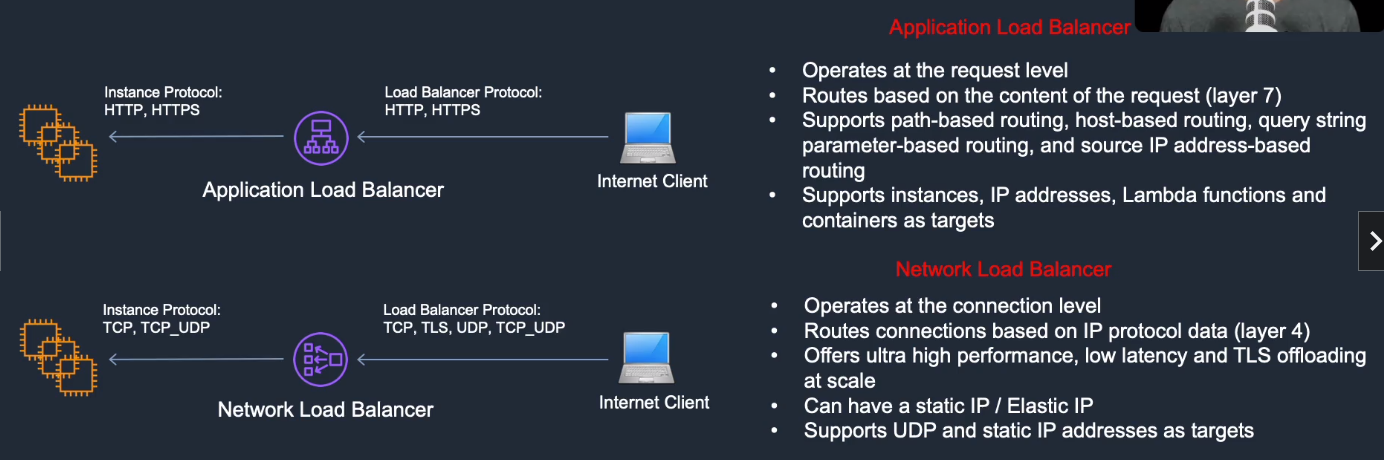 Application Load Balancer
Instance Protocol:
HTTP, HTTPS
Load Balancer Protocol:
HTTP, HTTPS
Application Load Balancer
Internet Client
• Operates at the request level
• Routes based on the content of the request (layer 7)
• Supports path-based routing, host-based routing, query string
parameter-based routing, and source IP address-based
routing
• Supports instances, IP addresses, Lambda functions and
containers as targets
Network Load Balancer
Instance Protocol:
TCP, TCP_UDP
Load Balancer Protocol:
TCP, TLS, UDP, TCP_UDP
Network Load Balancer
Internet Client
• Operates at the connection level
• Routes connections based on IP protocol data (layer 4)
• Offers ultra high performance, low latency and TLS offloading
at scale
• Can have a static IP / Elastic IP
• Supports UDP and static IP addresses as targets